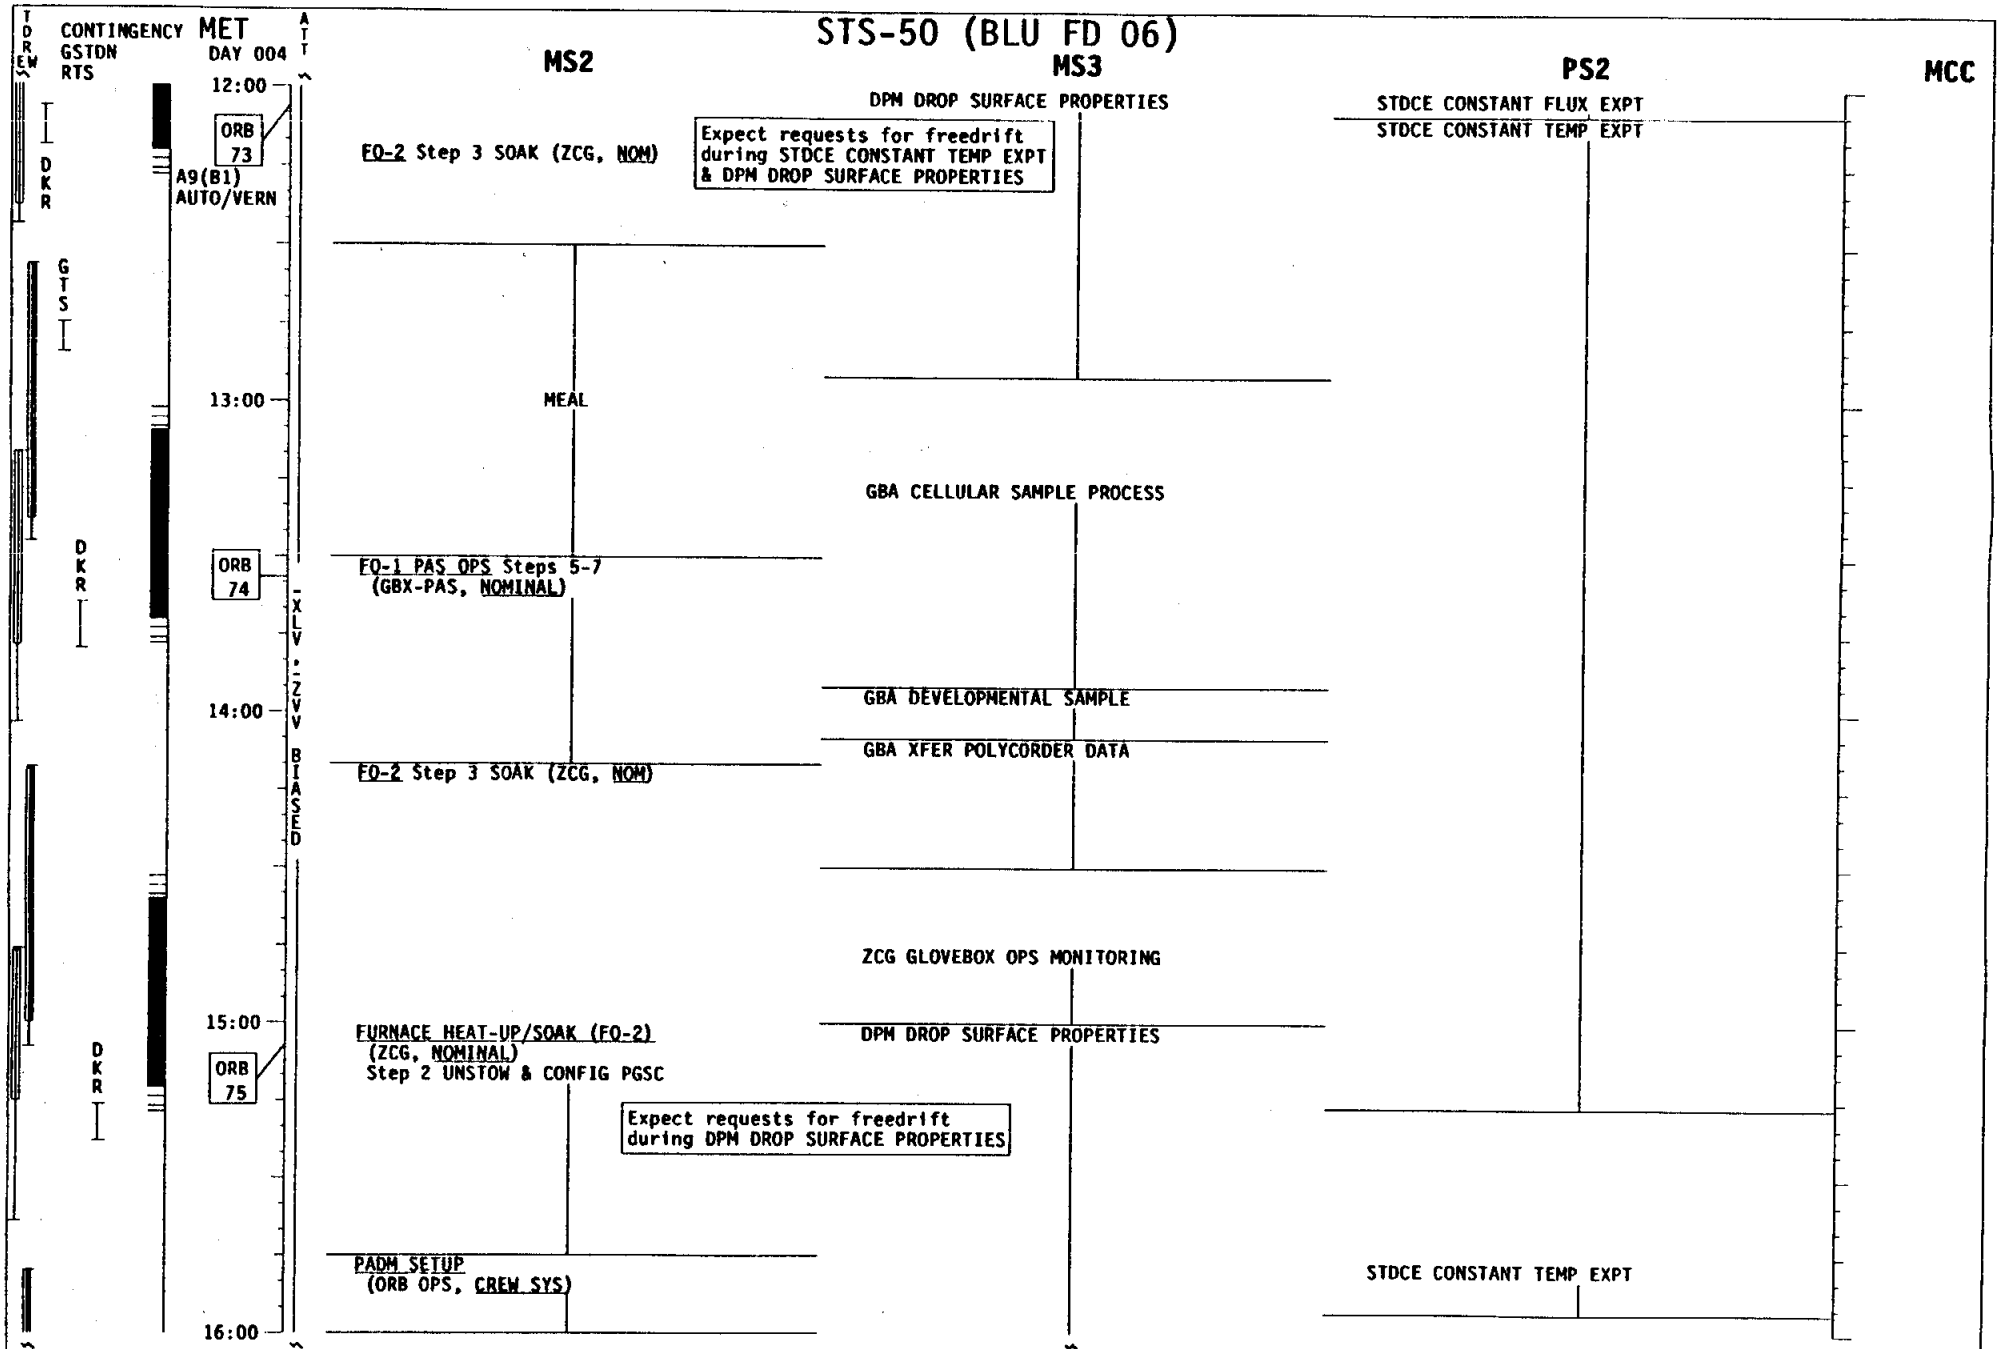 STS-50 (BLU FD 06)
TDRE W
CONTINGENCY
GSTDN
RTS
MET
DAY 004
ATT
MS2
MS3
PS2
MCC
12:00
ORB
73
DKR
A9(B1)
AUTO/VERN
FO-2 Step 3 SOAK (ZCG, NOM)
DPM DROP SURFACE PROPERTIES
Expect requests for freedrift
during STDCE CONSTANT TEMP EXPT
& DPM DROP SURFACE PROPERTIES
STDCE CONSTANT FLUX EXPT
STDCE CONSTANT TEMP EXPT
GTS
13:00
MEAL
GBA CELLULAR SAMPLE PROCESS
DKR
ORB
74
FO-1 PAS OPS Steps 5-7
(GBX-PAS, NOMINAL)
-XLV,-ZVV BIASED
GBA DEVELOPMENTAL SAMPLE
14:00
GBA XFER POLYCORDER DATA
FO-2 Step 3 SOAK (ZCG, NOM)
ZCG GLOVEBOX OPS MONITORING
15:00
FURNACE HEAT-UP/SOAK (FO-2)
(ZCG, NOMINAL)
Step 2 UNSTOW & CONFIG PGSC
DPM DROP SURFACE PROPERTIES
DKR
ORB
75
Expect requests for freedrift
during DPM DROP SURFACE PROPERTIES
PADM SETUP
(ORB OPS, CREW SYS)
STDCE CONSTANT TEMP EXPT
16:00